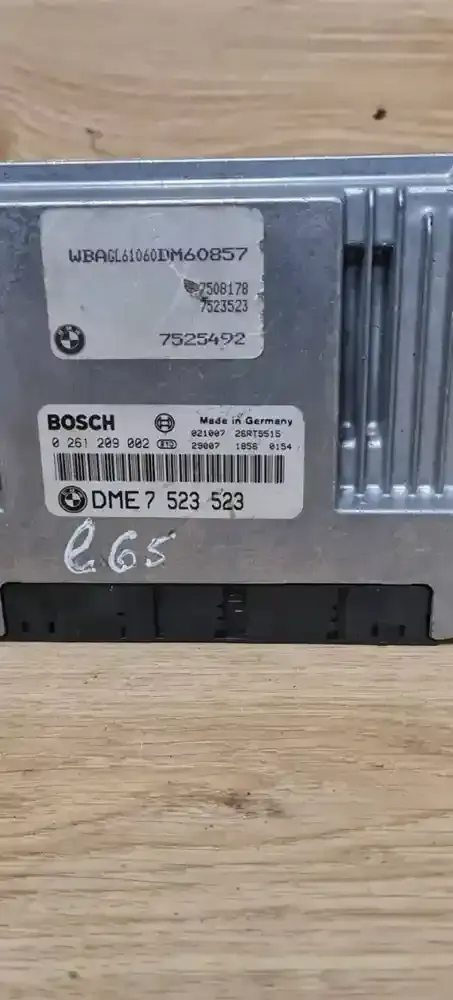 WBAGL61060DM60857
7508178
7523523
7525492
BOSCH Made in Germany
0 261 209 002 021007 26RT5515
29007 1856 0154
DME 7 523 523
e65